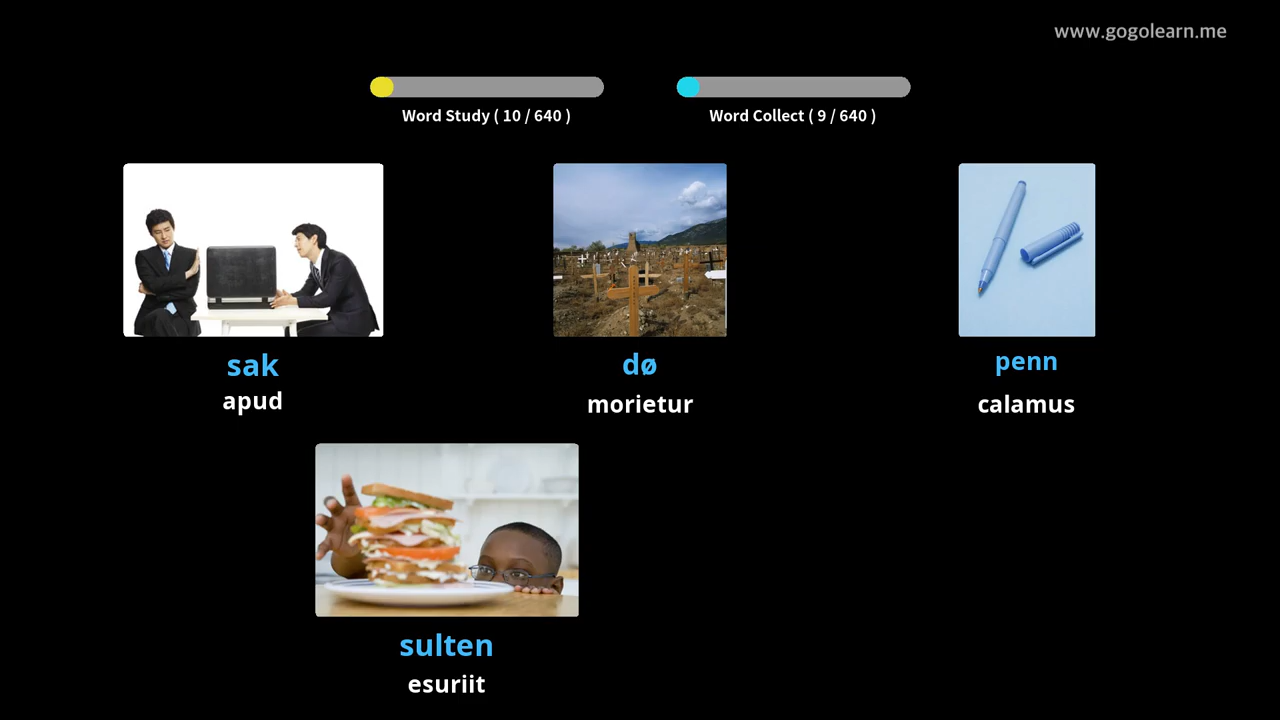 www.gogolearn.me
Word Study ( 10 / 640 )
Word Collect ( 9 / 640 )
sak
apud
dø
morietur
penn
calamus
sulten
esuriit